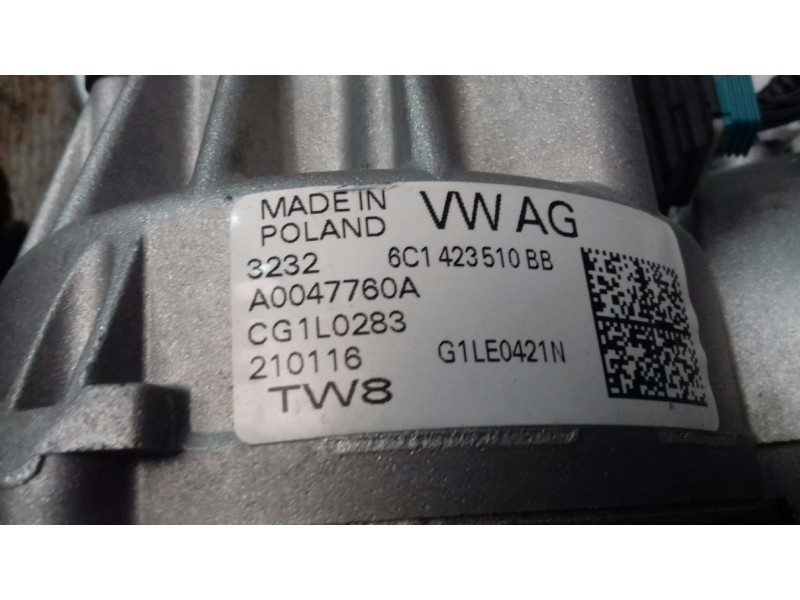 MADE IN VW AG
POLAND
3232 6C1 423 510 BB
A0047760A
CG1L0283
210116 G1LE0421N
TW8